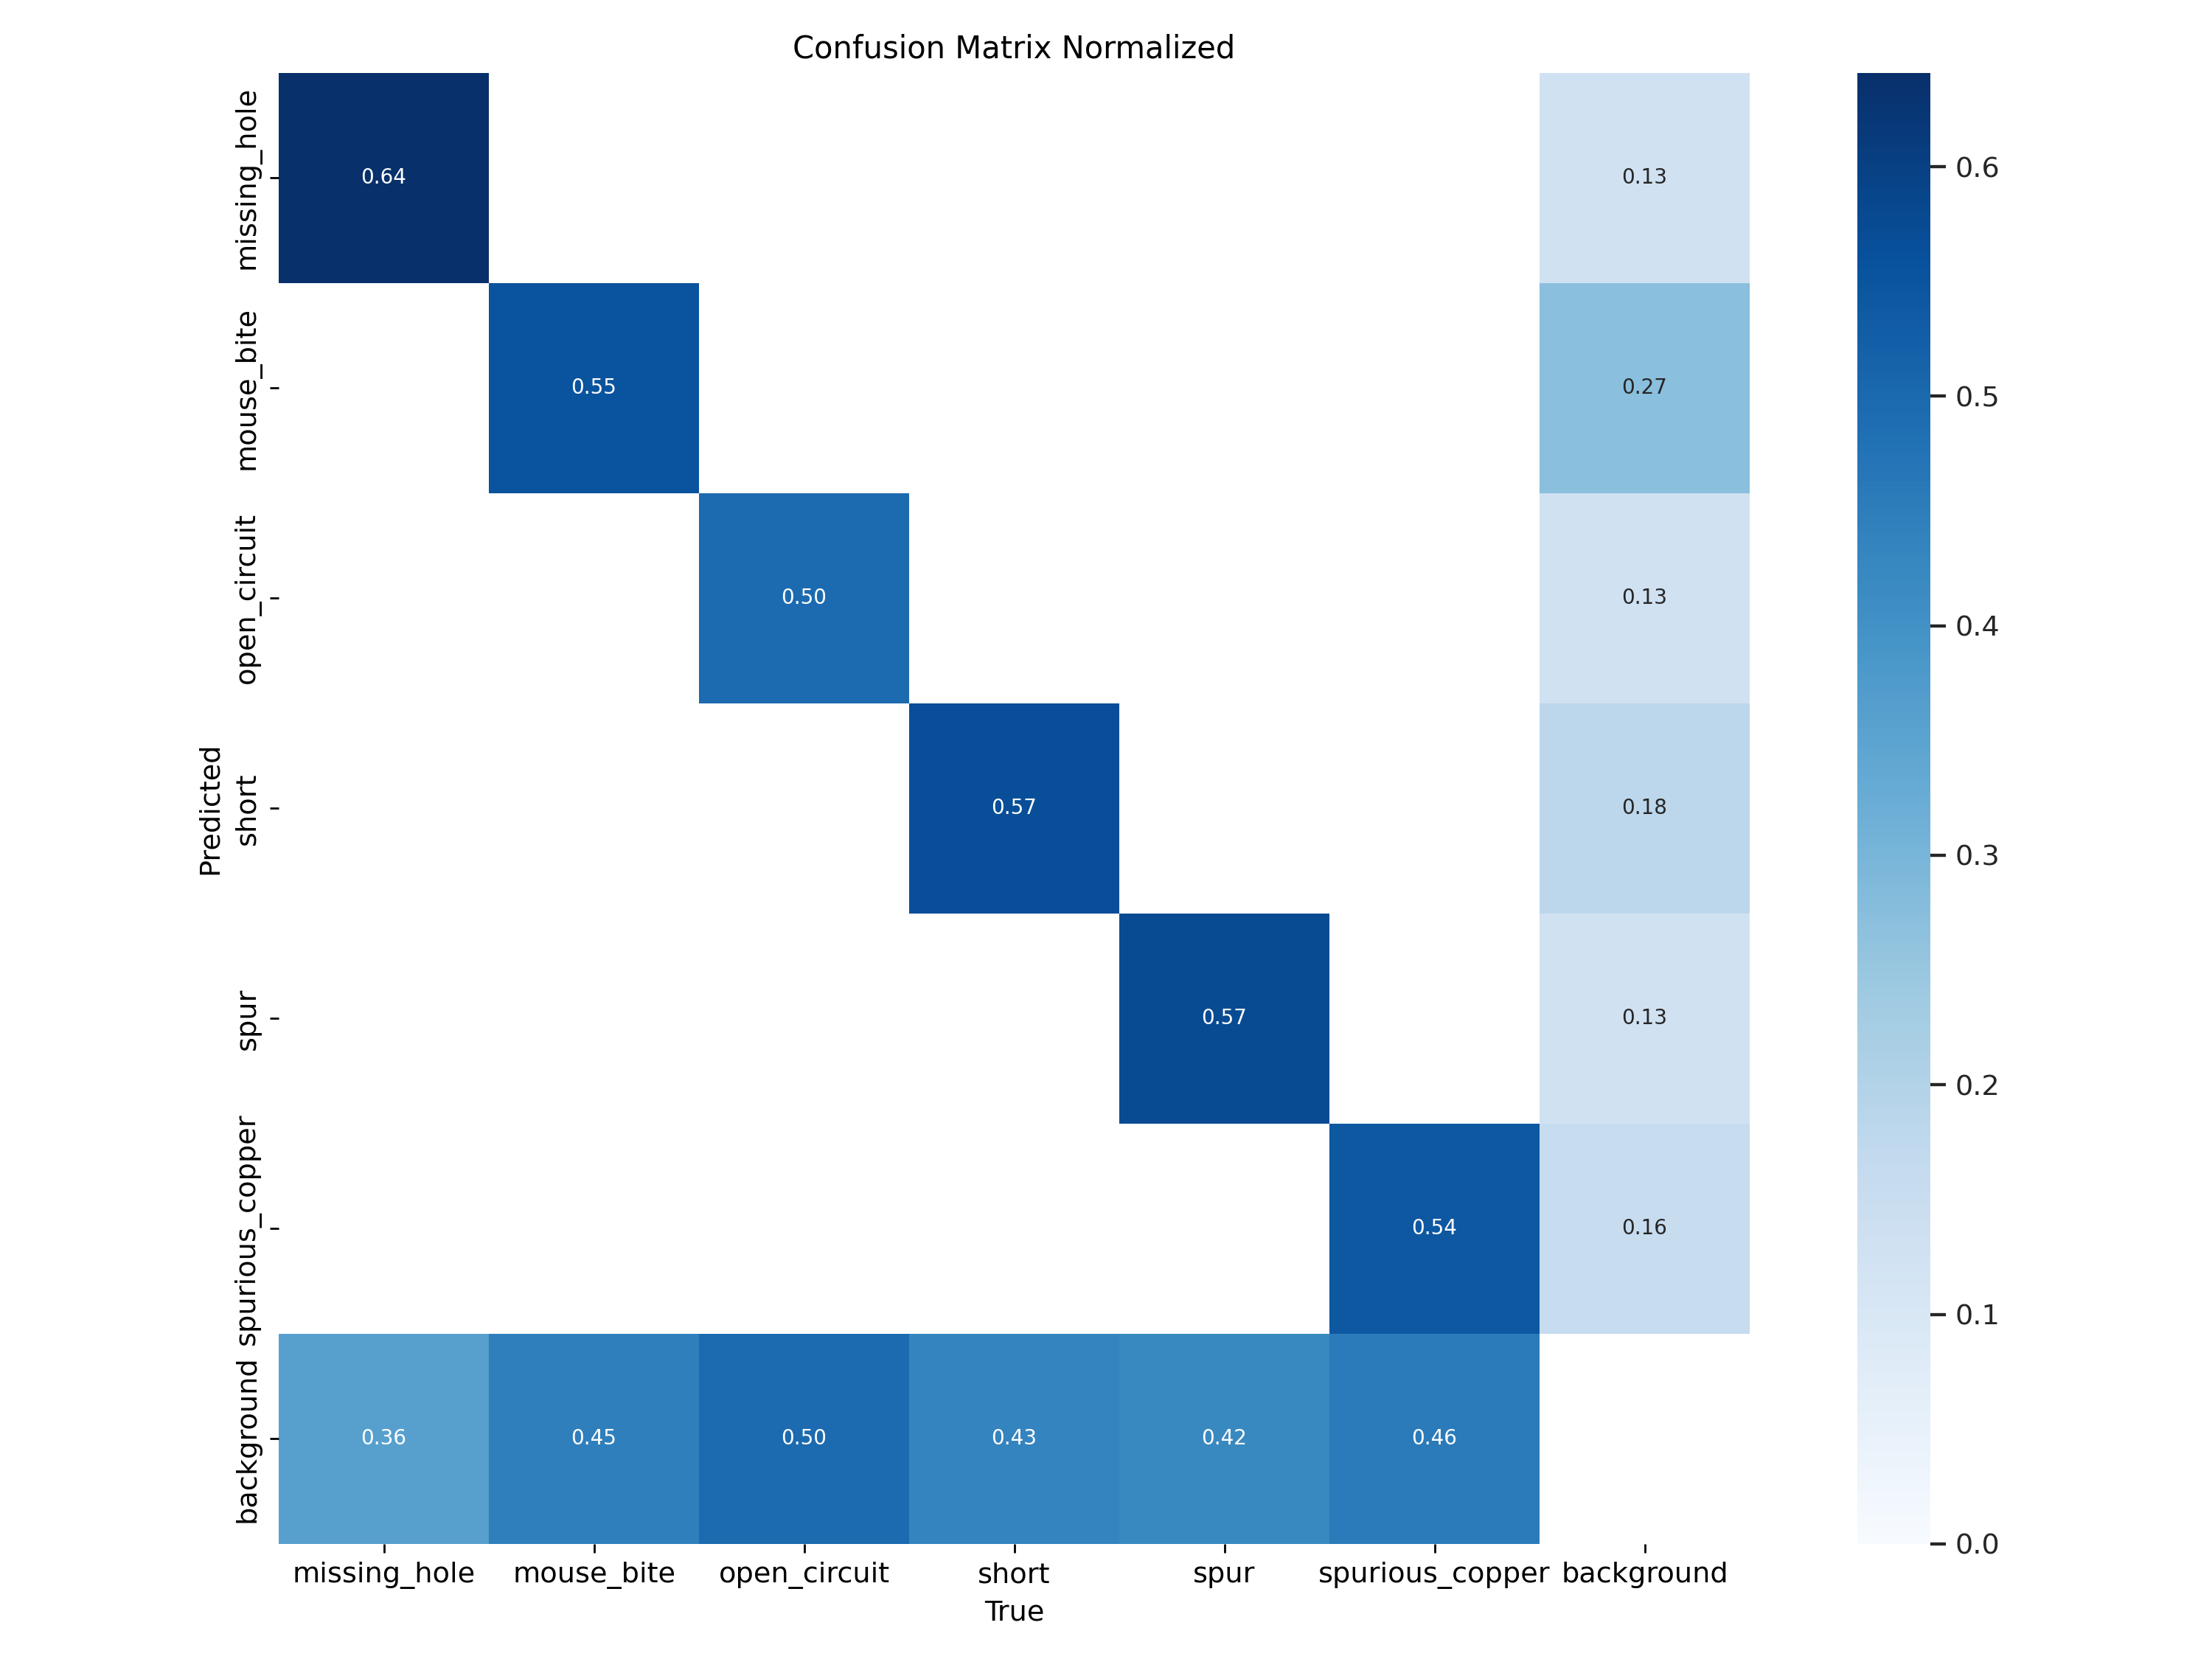 Confusion Matrix Normalized
missing_hole
mouse_bite
open_circuit
short
spur
spurious_copper
background
Predicted
0.64 0.13
0.55 0.27
0.50 0.13
0.57 0.18
0.57 0.13
0.54 0.16
0.36 0.45 0.50 0.43 0.42 0.46
missing_hole mouse_bite open_circuit short spur spurious_copper background
True
0.6
0.5
0.4
0.3
0.2
0.1
0.0